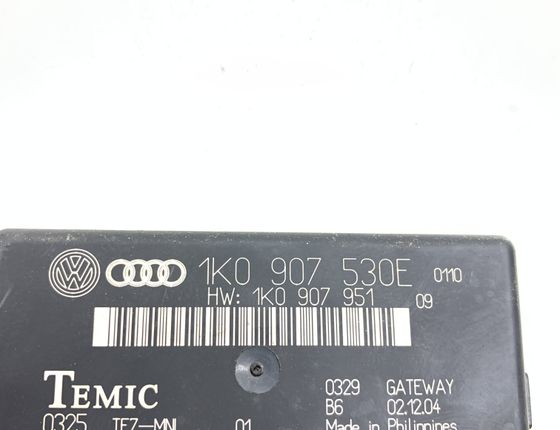 1K0 907 530E 0110
HW: 1K0 907 951 09
TEMIC 0329 GATEWAY
B6 02.12.04
0325 01 Made in Philippines